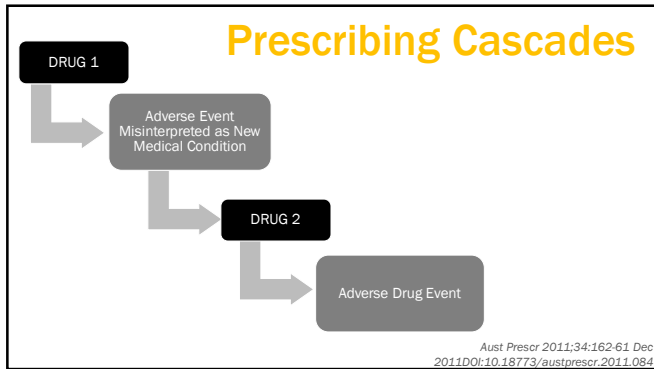 Prescribing Cascades
DRUG 1
Adverse Event
Misinterpreted as New
Medical Condition
DRUG 2
Adverse Drug Event
Aust Prescr 2011;34:162-61 Dec
2011DOI:10.18773/austprescr.2011.084